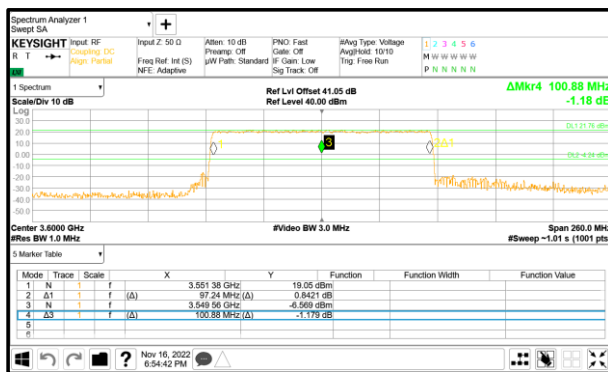 Spectrum Analyzer 1
Swept SA
KEYSIGHT Input: RF Input Z: 50 Ω Atten: 10 dB PNO: Fast #Avg Type: Voltage 1 2 3 4 5 6
R T Coupling: DC Preamp: Off Gate: Off Avg|Hold: 10/10 M W W W W W
Align: Partial Freq Ref: Int (S) µW Path: Standard IF Gain: Low Trig: Free Run
NFE: Adaptive Sig Track: Off P N N N N N
1 Spectrum Ref Lvl Offset 41.05 dB ΔMkr4 100.88 MHz
Scale/Div 10 dB Ref Level 40.00 dBm -1.18 dB
Log
30.0
20.0
10.0
0.00
-10.0
-20.0
-30.0
-40.0
-50.0
3
Center 3.6000 GHz #Video BW 3.0 MHz Span 260.0 MHz
#Res BW 1.0 MHz #Sweep ~1.01 s (1001 pts)
5 Marker Table
Mode Trace Scale X Y Function Function Width Function Value
1 N 1 f 3.551 38 GHz 19.05 dBm
2 Δ1 1 f (Δ) 97.24 MHz (Δ) 0.8421 dB
3 N 1 f 3.549 56 GHz -6.569 dBm
4 Δ3 1 f (Δ) 100.88 MHz (Δ) -1.179 dB
5
6
? Nov 16, 2022
6:54:42 PM